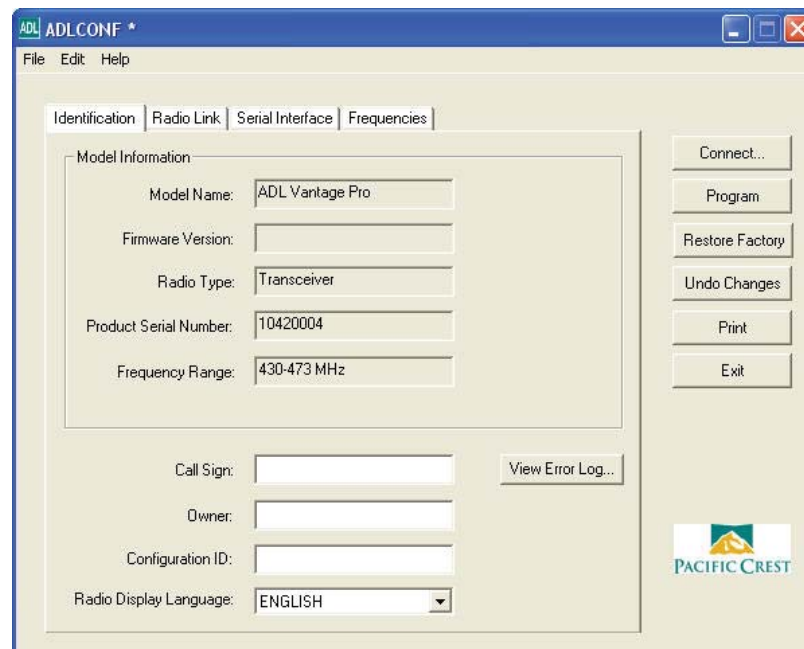 ADL ADLCONF *
File Edit Help
Identification Radio Link Serial Interface Frequencies
Model Information
Model Name: ADL Vantage Pro
Firmware Version:
Radio Type: Transceiver
Product Serial Number: 10420004
Frequency Range: 430-473 MHz
Call Sign:
View Error Log...
Owner:
Configuration ID:
Radio Display Language: ENGLISH
Connect...
Program
Restore Factory
Undo Changes
Print
Exit
PACIFIC CREST